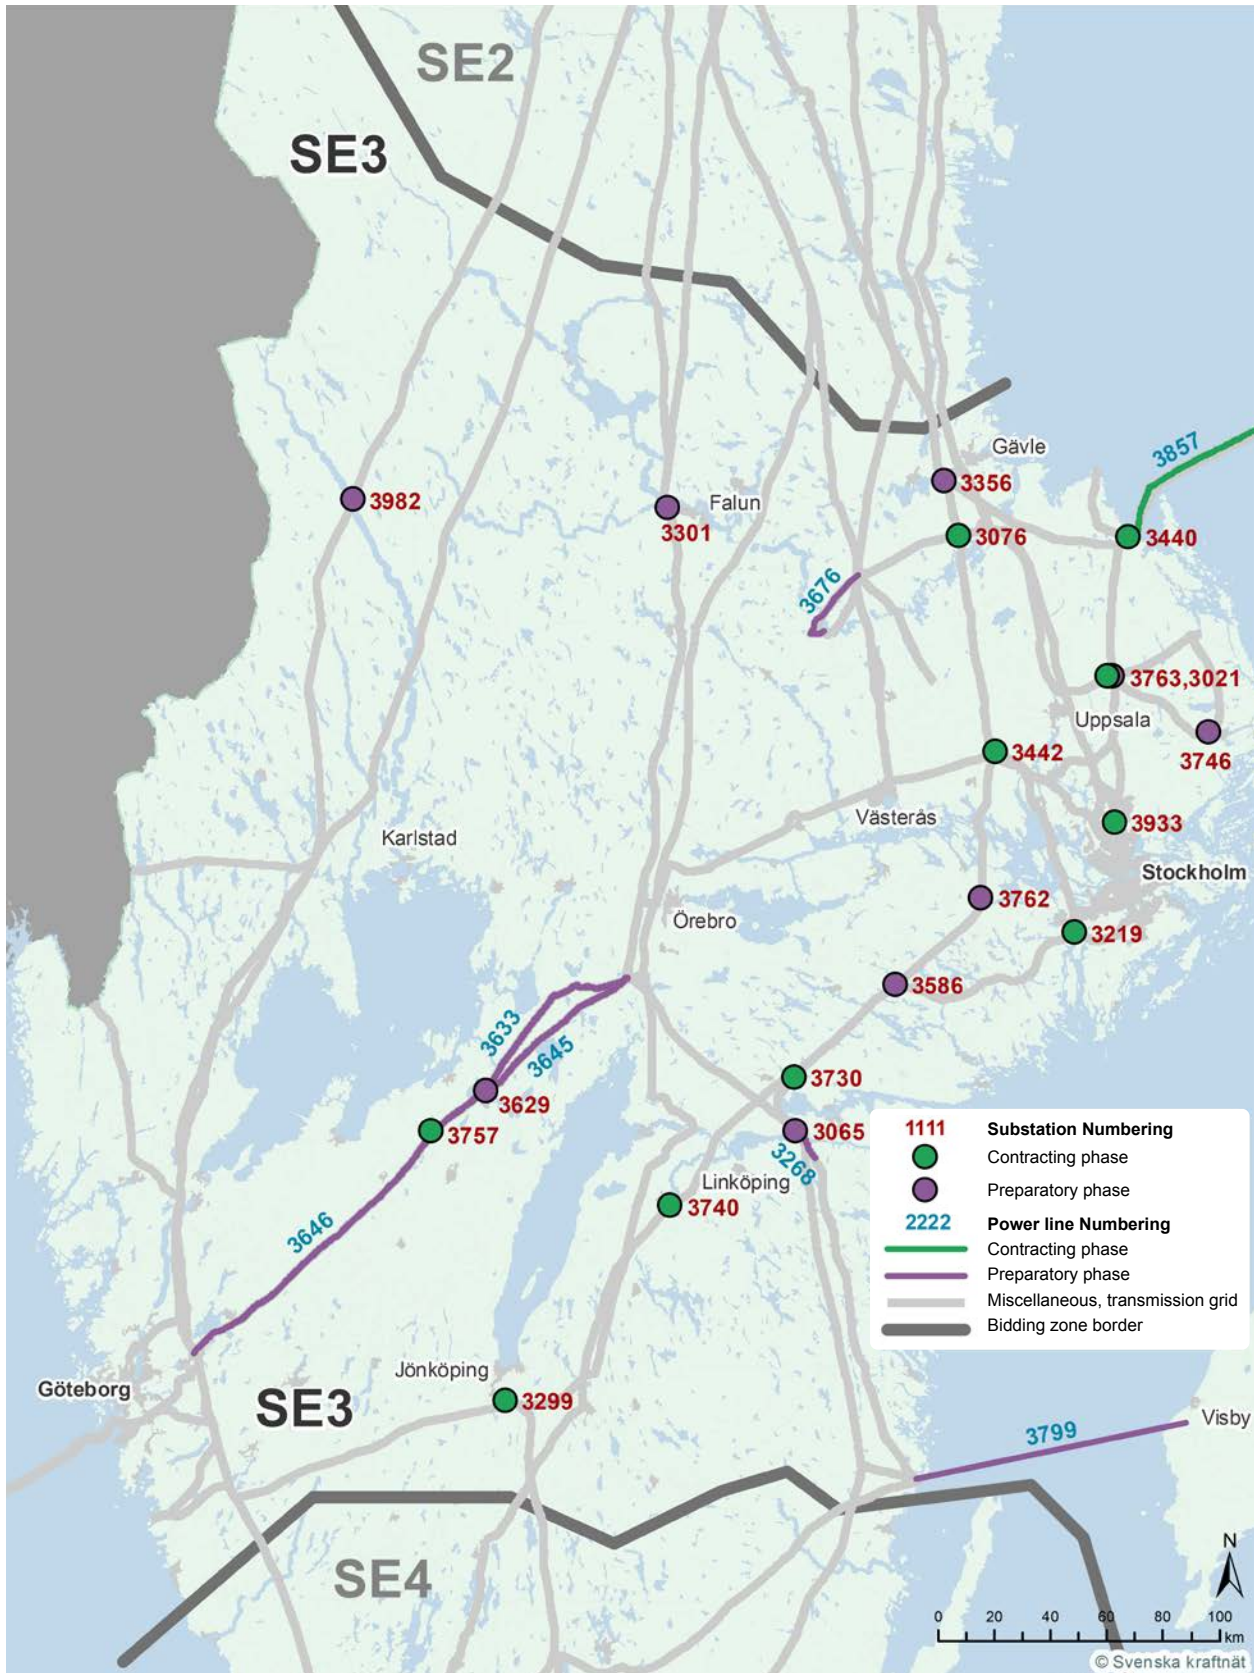 SE2
SE3
Gävle
3857
3982
3356
Falun
3301
3076
3440
3676
3763,3021
Uppsala
3442
3746
Västerås
3933
Karlstad
Stockholm
3762
Örebro
3219
3586
3633
3645
3730
3629
3757
3065
3268
Linköping
3740
3646
1111 Substation Numbering
Contracting phase
Preparatory phase
2222 Power line Numbering
Contracting phase
Preparatory phase
Miscellaneous, transmission grid
Bidding zone border
Jönköping
Göteborg
SE3
3299
Visby
3799
SE4
N
0 20 40 60 80 100
km
© Svenska kraftnät